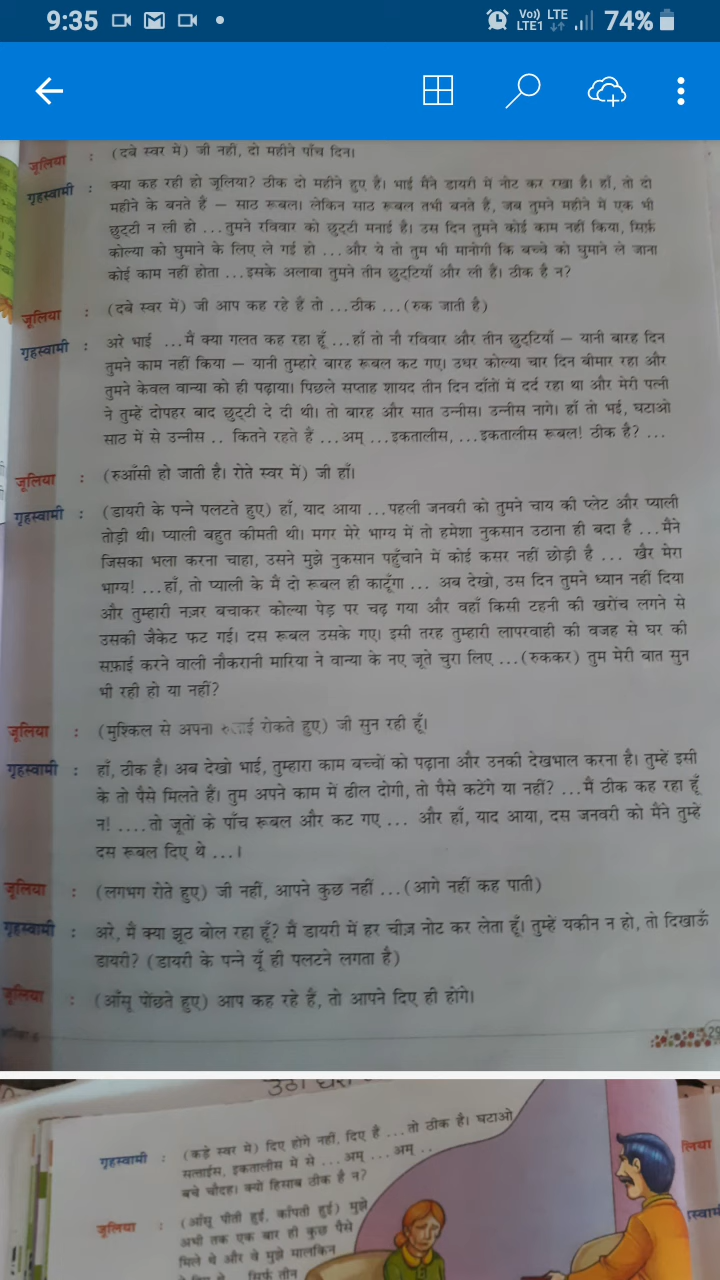 9:35
Vo)) LTE
LTE1
74%
जूलिया : (दबे स्वर में) जी नहीं, दो महीने पाँच दिन।
गृहस्वामी : क्या कह रही हो जूलिया? ठीक दो महीने हुए हैं। भाई मैंने डायरी में नोट कर रखा है। हाँ, तो दो
महीने के बनते हैं – साठ रूबल। लेकिन साठ रूबल तभी बनते हैं, जब तुमने महीने में एक भी
छुट्टी न ली हो ...तुमने रविवार को छुट्टी मनाई है। उस दिन तुमने कोई काम नहीं किया, सिर्फ़
कोल्या को घुमाने के लिए ले गई हो ...और ये तो तुम भी मानोगी कि बच्चे को घुमाने ले जाना
कोई काम नहीं होता ...इसके अलावा तुमने तीन छुट्टियाँ और ली हैं। ठीक है न?
जूलिया : (दबे स्वर में) जी आप कह रहे हैं तो ...ठीक ...(रुक जाती है)
गृहस्वामी : अरे भाई ...मैं क्या गलत कह रहा हूँ ...हाँ तो नौ रविवार और तीन छुट्टियाँ – यानी बारह दिन
तुमने काम नहीं किया – यानी तुम्हारे बारह रूबल कट गए। उधर कोल्या चार दिन बीमार रहा और
तुमने केवल वान्या को ही पढ़ाया। पिछले सप्ताह शायद तीन दिन दाँतों में दर्द रहा था और मेरी पत्नी
ने तुम्हें दोपहर बाद छुट्टी दे दी थी। तो बारह और सात उन्नीस। उन्नीस नागे। हाँ तो भई, घटाओ
साठ में से उन्नीस .. कितने रहते हैं ...अम् ...इकतालीस, ...इकतालीस रूबल! ठीक है? ...
जूलिया : (रुआँसी हो जाती है। रोते स्वर में) जी हाँ।
गृहस्वामी : (डायरी के पन्ने पलटते हुए) हाँ, याद आया ...पहली जनवरी को तुमने चाय की प्लेट और प्याली
तोड़ी थी। प्याली बहुत कीमती थी। मगर मेरे भाग्य में तो हमेशा नुकसान उठाना ही बदा है ...मैंने
जिसका भला करना चाहा, उसने मुझे नुकसान पहुँचाने में कोई कसर नहीं छोड़ी है ... खैर मेरा
भाग्य! ...हाँ, तो प्याली के मैं दो रूबल ही काटूँगा ... अब देखो, उस दिन तुमने ध्यान नहीं दिया
और तुम्हारी नज़र बचाकर कोल्या पेड़ पर चढ़ गया और वहाँ किसी टहनी की खरोंच लगने से
उसकी जैकेट फट गई। दस रूबल उसके गए। इसी तरह तुम्हारी लापरवाही की वजह से घर की
सफ़ाई करने वाली नौकरानी मारिया ने वान्या के नए जूते चुरा लिए ...(रुककर) तुम मेरी बात सुन
भी रही हो या नहीं?
जूलिया : (मुश्किल से अपना रुलाई रोकते हुए) जी सुन रही हूँ।
गृहस्वामी : हाँ, ठीक है। अब देखो भाई, तुम्हारा काम बच्चों को पढ़ाना और उनकी देखभाल करना है। तुम्हें इसी
के तो पैसे मिलते हैं। तुम अपने काम में ढील दोगी, तो पैसे कटेंगे या नहीं? ...मैं ठीक कह रहा हूँ
न! ....तो जूतों के पाँच रूबल और कट गए ... और हाँ, याद आया, दस जनवरी को मैंने तुम्हें
दस रूबल दिए थे ...।
जूलिया : (लगभग रोते हुए) जी नहीं, आपने कुछ नहीं ...(आगे नहीं कह पाती)
गृहस्वामी : अरे, मैं क्या झूठ बोल रहा हूँ? मैं डायरी में हर चीज़ नोट कर लेता हूँ। तुम्हें यकीन न हो, तो दिखाऊँ
डायरी? (डायरी के पन्ने यूँ ही पलटने लगता है)
जूलिया : (आँसू पोंछते हुए) आप कह रहे हैं, तो आपने दिए ही होंगे।
गृहस्वामी : (कड़े स्वर में) दिए होंगे नहीं, दिए हैं ...तो ठीक है। घटाओ
सत्ताईस, इकतालीस में से ...अम् ...अम् ..
बचे चौदह। क्यों हिसाब ठीक है न?
जूलिया : (आँसू पीती हुई, काँपती हुई) मुझे
अभी तक एक बार ही कुछ पैसे
मिले थे और वे मुझे मालकिन